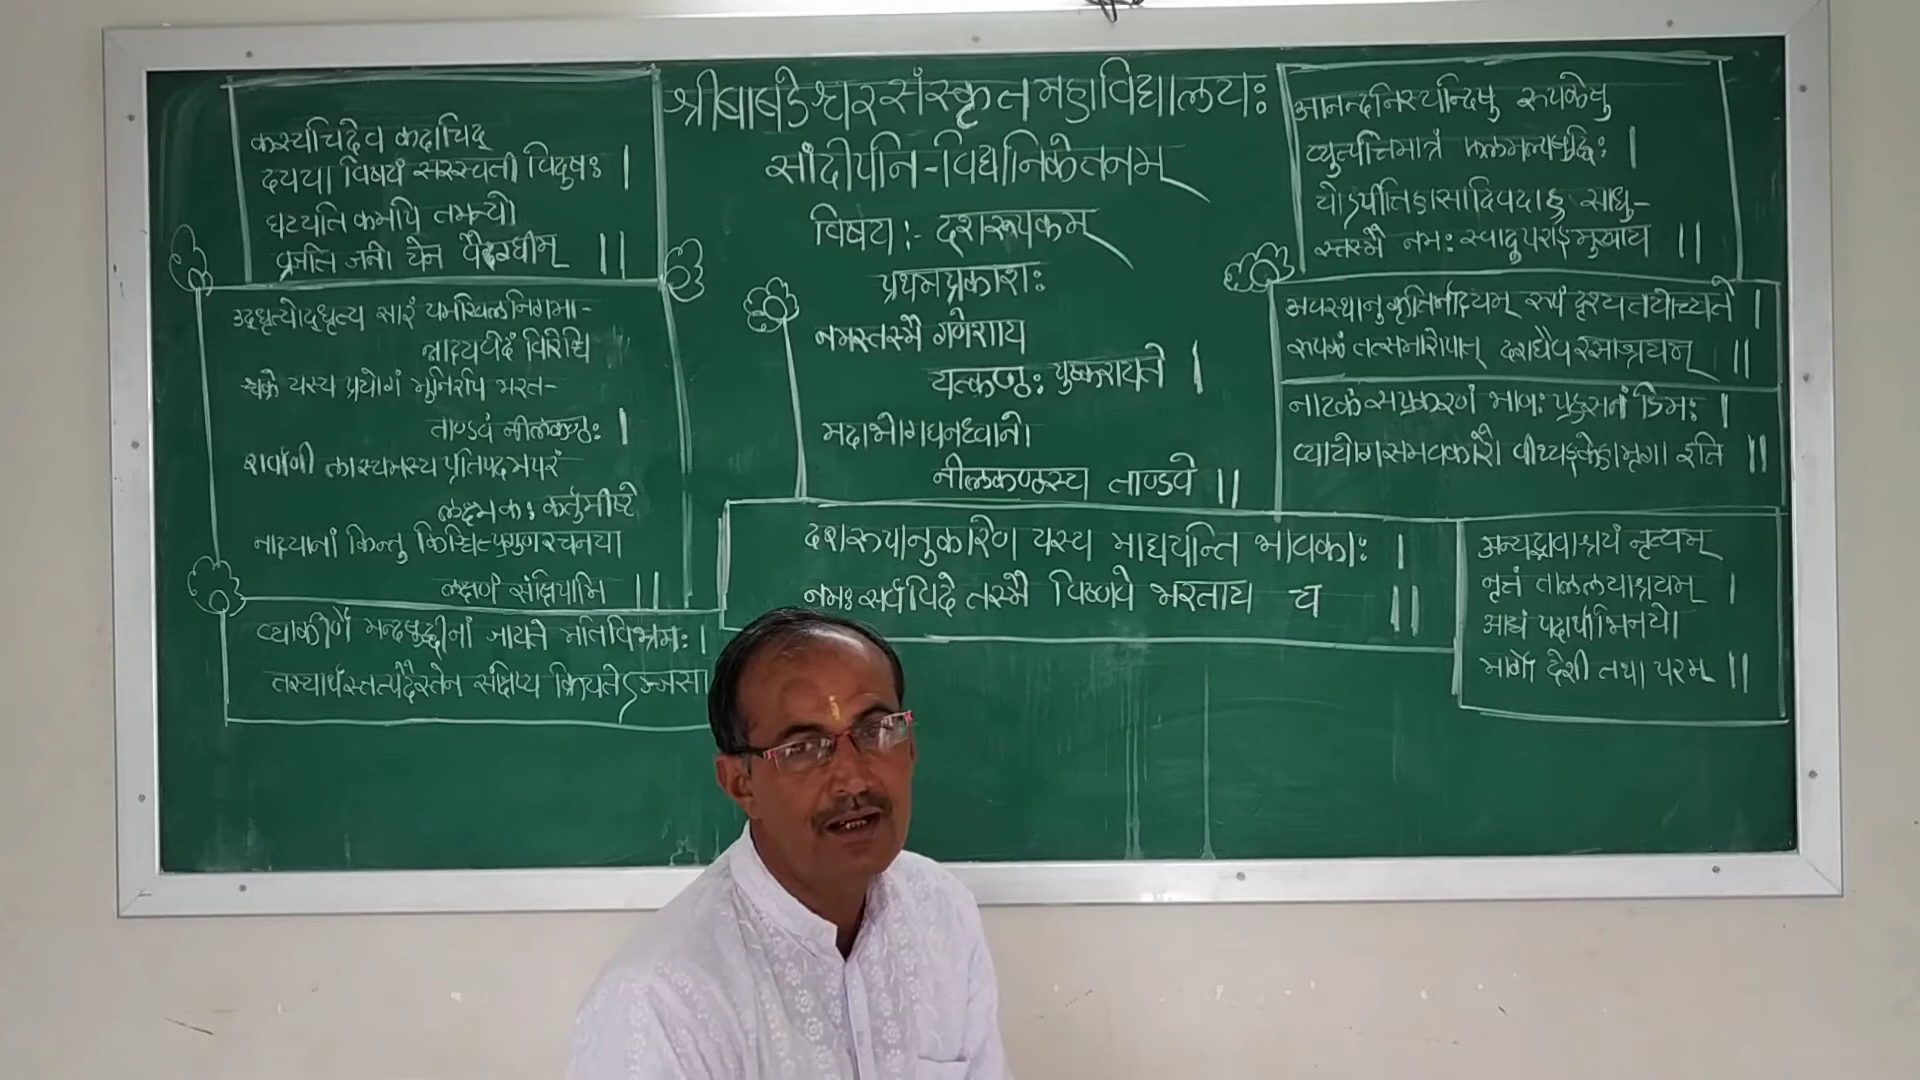 श्रीबाबडेश्वरसंस्कृतमहाविद्यालयः
सांदीपनि-विद्यानिकेतनम्
विषयः- दशरूपकम्
प्रथमप्रकाशः
नमस्तस्मै गणेशाय
यत्कण्ठः पुष्करायते |
मदाभोगघनध्वानो
नीलकण्ठस्य ताण्डवे ||
दशरूपानुकारेण यस्य माद्यन्ति भावकाः |
नमः सर्वविदे तस्मै विष्णवे भरताय च ||
कस्यचिदेव कदाचिद्
दयया विषयं सरस्वती विदुषः |
घटयति कमपि तमन्यो
व्रजति जनो येन वैदग्धीम् ||
उद्धृत्योद्धृत्य सारं यमखिलनिगमा-
न्नाट्यवेदं विरिञ्चि
श्चक्रे यस्य प्रयोगं मुनिरपि भरत-
ताण्डवं नीलकण्ठः |
शर्वाणी लास्यमस्य प्रतिपदमपरं
लक्ष्मकः कर्तुमीष्टे
नाट्यानां किन्तु किञ्चित्प्रगुणरचनया
लक्षणं संक्षिपामि ||
व्याकीर्णे मन्दबुद्धीनां जायते मतिविभ्रमः |
तस्यार्थस्तत्पदैस्तेन संक्षिप्य क्रियतेऽञ्जसा
आनन्दनिस्यन्दिषु रूपकेषु
व्युत्पत्तिमात्रं फलमल्पबुद्धिः |
योऽपीतिहासादिवदाह साधु-
स्तस्मै नमः स्वादुपराङ्मुखाय ||
अवस्थानुकृतिर्नाट्यम् रूपं दृश्यतयोच्यते |
रूपकं तत्समारोपात् दशधैव रसाश्रयम् ||
नाटकं सप्रकरणं भाणः प्रहसनं डिमः |
व्यायोगसमवकारौ वीथ्यङ्केहामृगा इति ||
अन्यद्भावाश्रयं नृत्यम्
नृत्तं ताललयाश्रयम् |
आद्यं पदार्थाभिनयो
मार्गो देशी तथा परम् ||